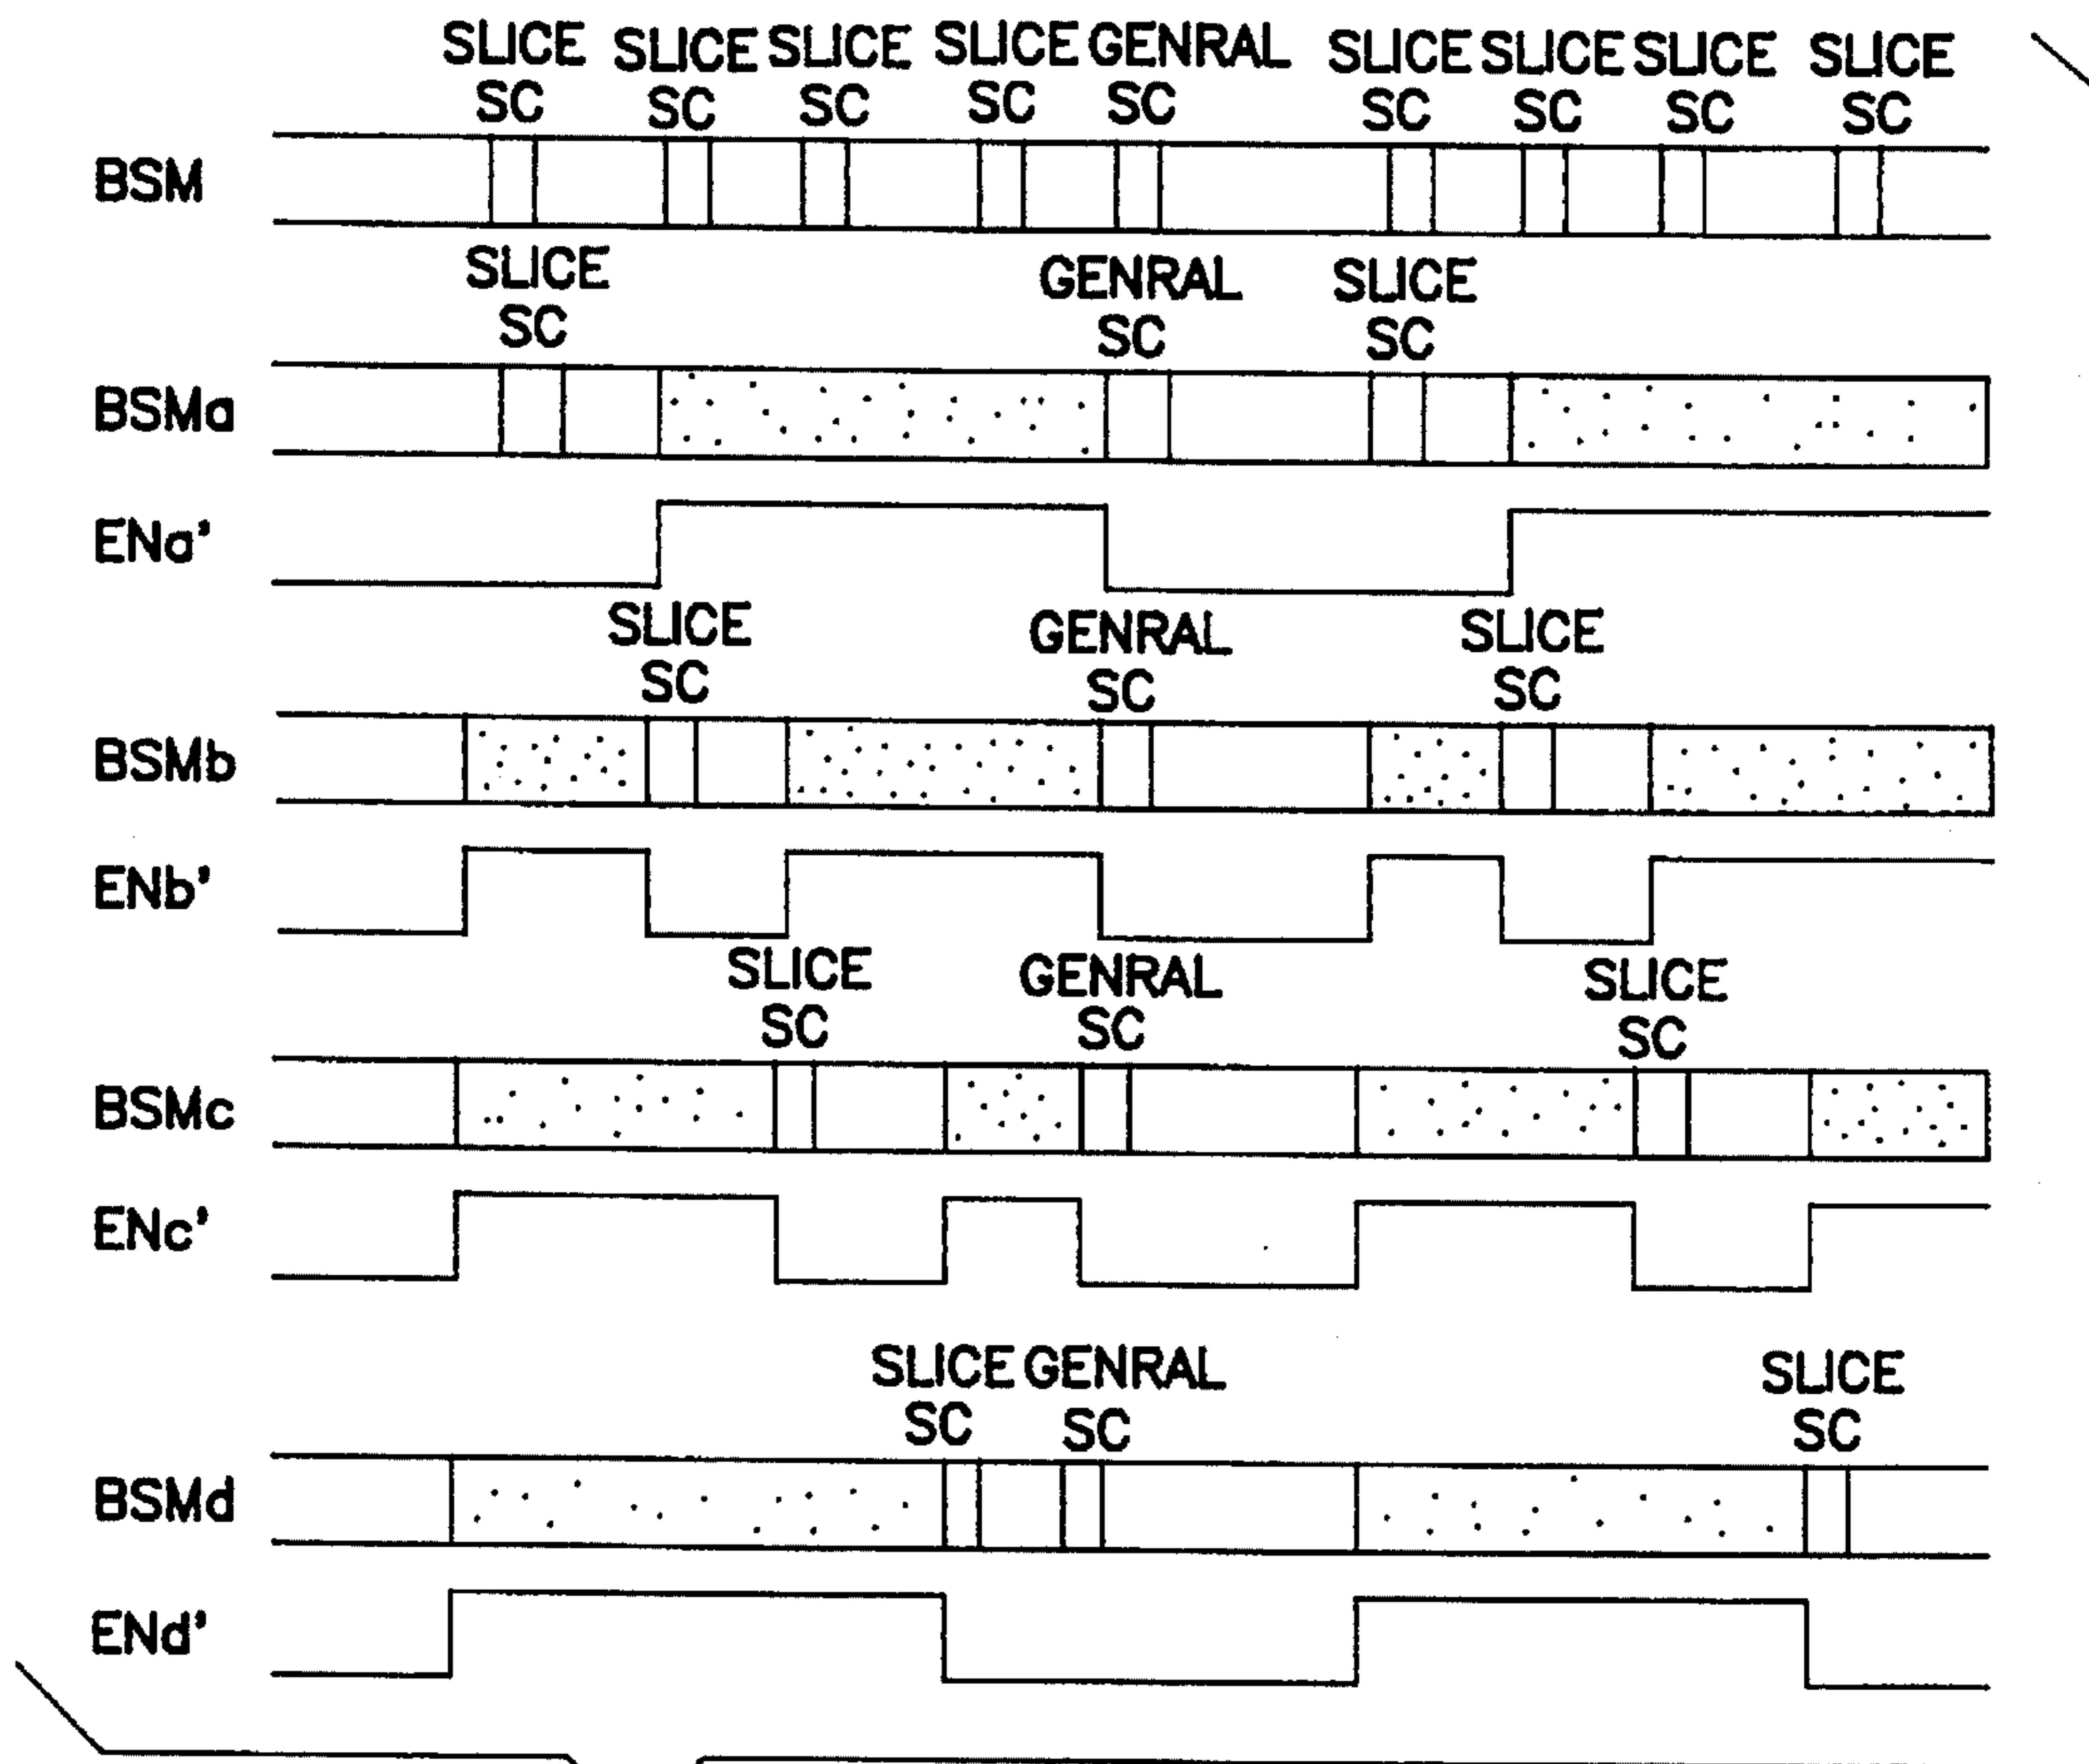 SLICE SLICE SLICE SLICE GENRAL SLICE SLICE SLICE SLICE
SC SC SC SC SC SC SC SC SC
BSM
SLICE GENRAL SLICE
SC SC SC
BSMa
ENa'
SLICE GENRAL SLICE
SC SC SC
BSMb
ENb'
SLICE GENRAL SLICE
SC SC SC
BSMc
ENc'
SLICE GENRAL SLICE
SC SC SC
BSMd
ENd'